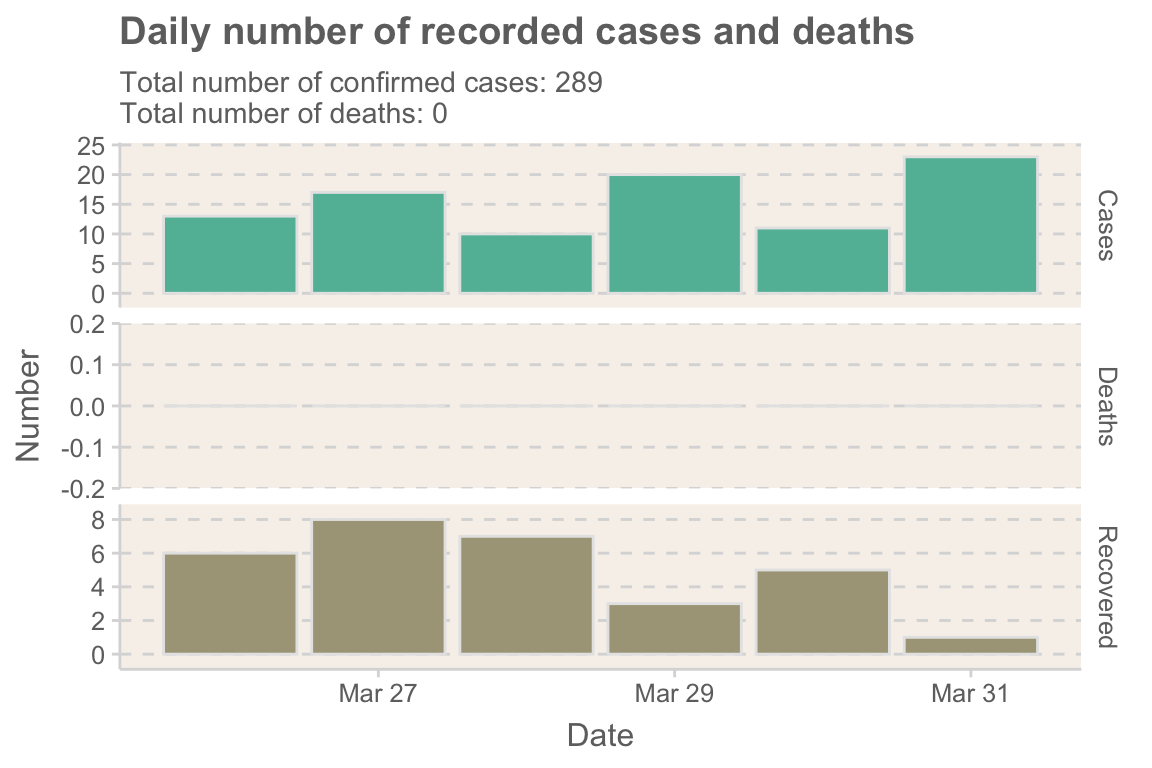 Daily number of recorded cases and deaths
Total number of confirmed cases: 289
Total number of deaths: 0
25
20
15
10
5
0
Cases
0.2
0.1
0.0
-0.1
-0.2
Deaths
Number
8
6
4
2
0
Recovered
Mar 27
Mar 29
Mar 31
Date